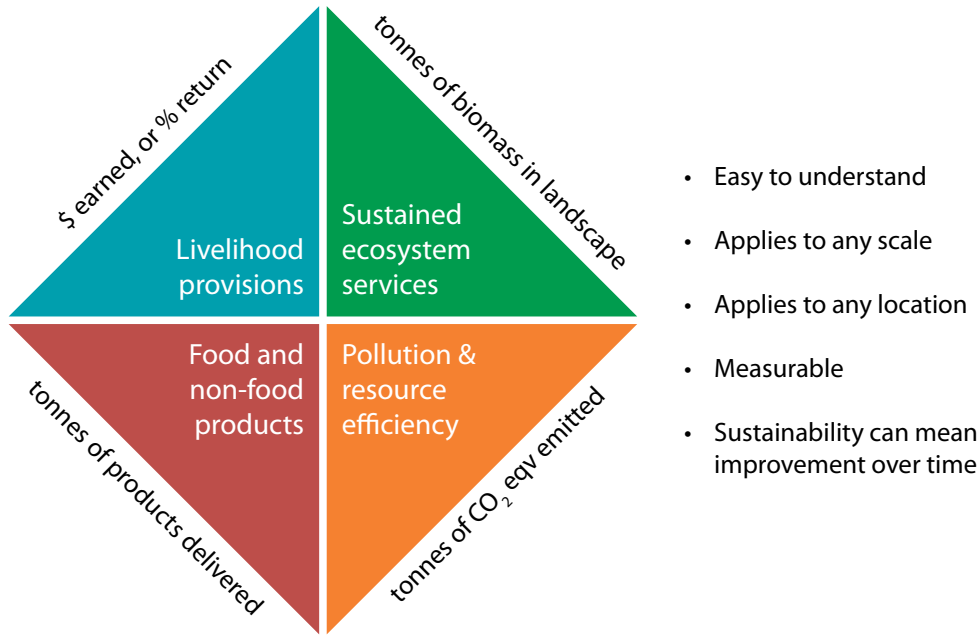 $ earned, or % return
tonnes of biomass in landscape
Livelihood
provisions
Sustained
ecosystem
services
Food and
non-food
products
Pollution &
resource
efficiency
tonnes of products delivered
tonnes of CO₂ eqv emitted
• Easy to understand
• Applies to any scale
• Applies to any location
• Measurable
• Sustainability can mean
improvement over time